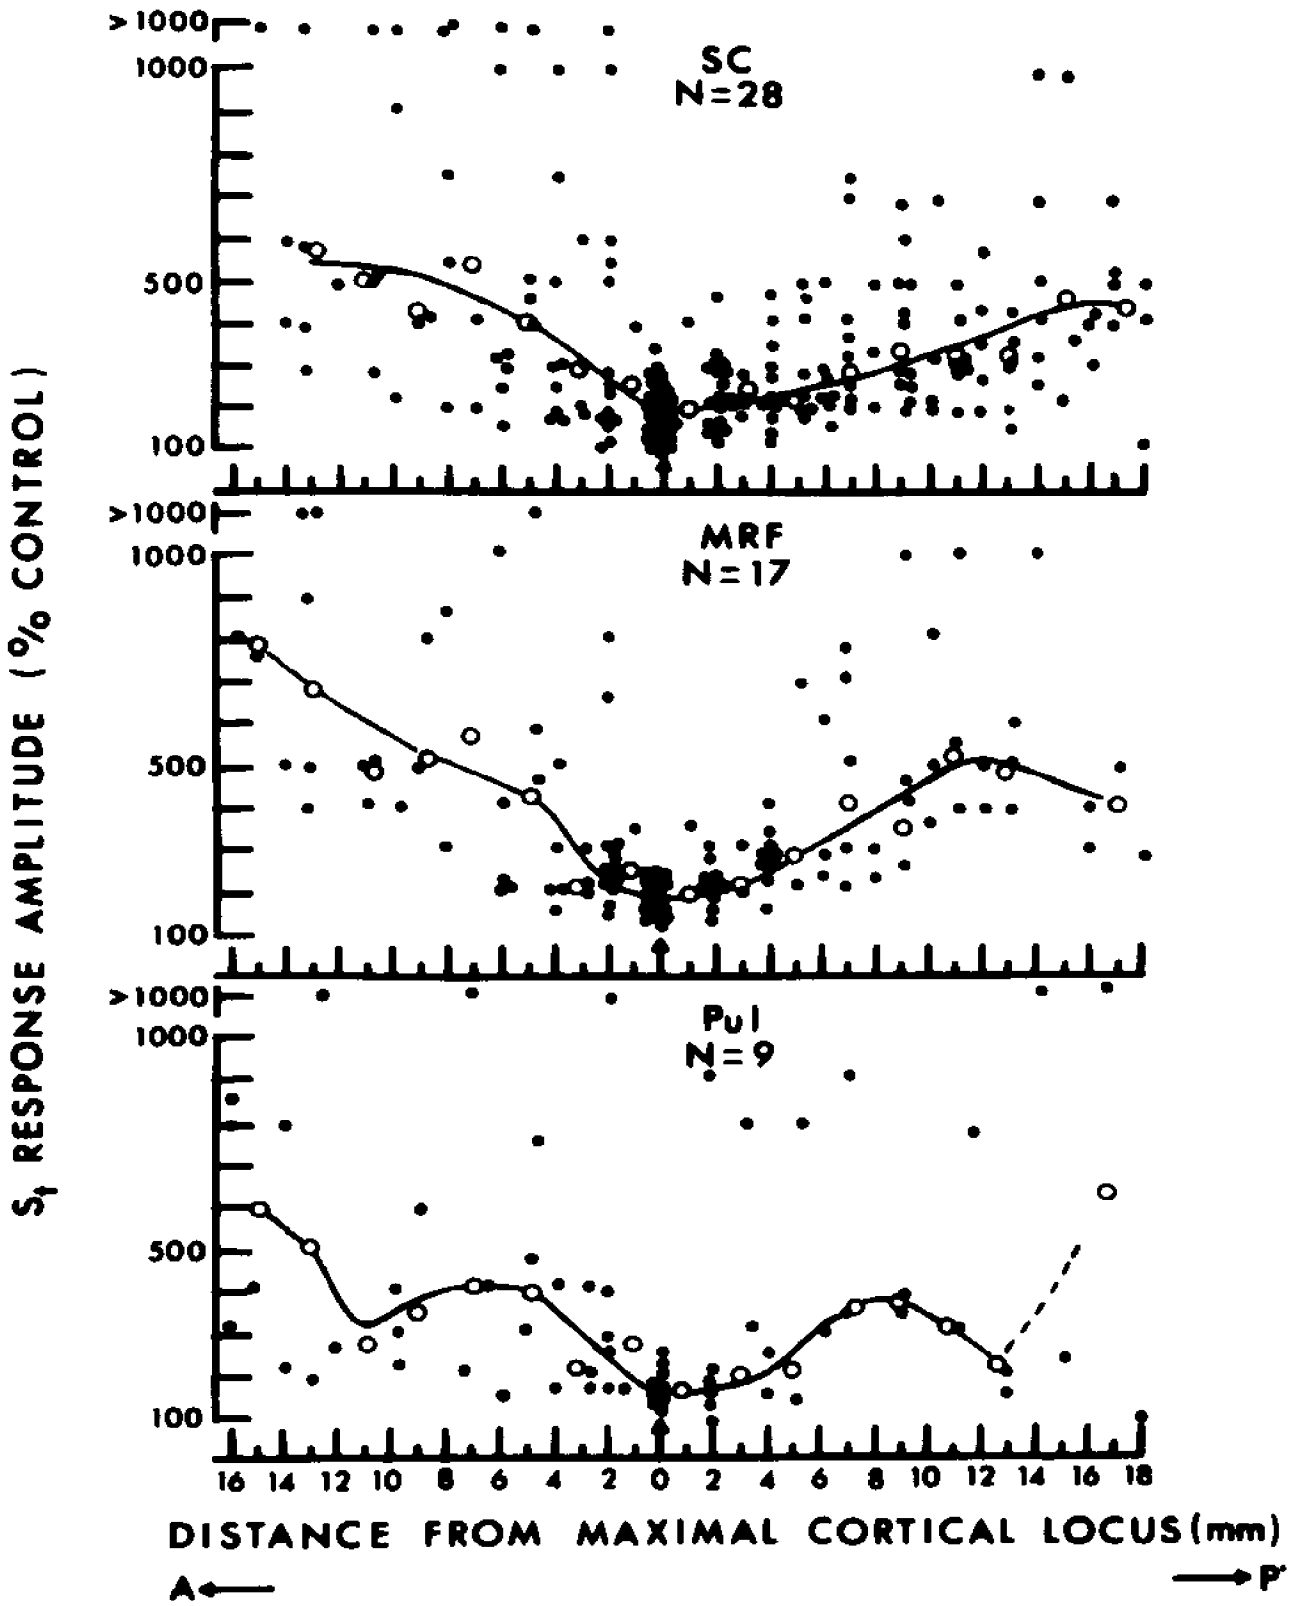 S₁ RESPONSE AMPLITUDE (% CONTROL)
>1000
1000
500
100
SC
N=28
>1000
1000
500
100
MRF
N=17
>1000
1000
500
100
Pul
N=9
16 14 12 10 8 6 4 2 0 2 4 6 8 10 12 14 16 18
DISTANCE FROM MAXIMAL CORTICAL LOCUS (mm)
A P